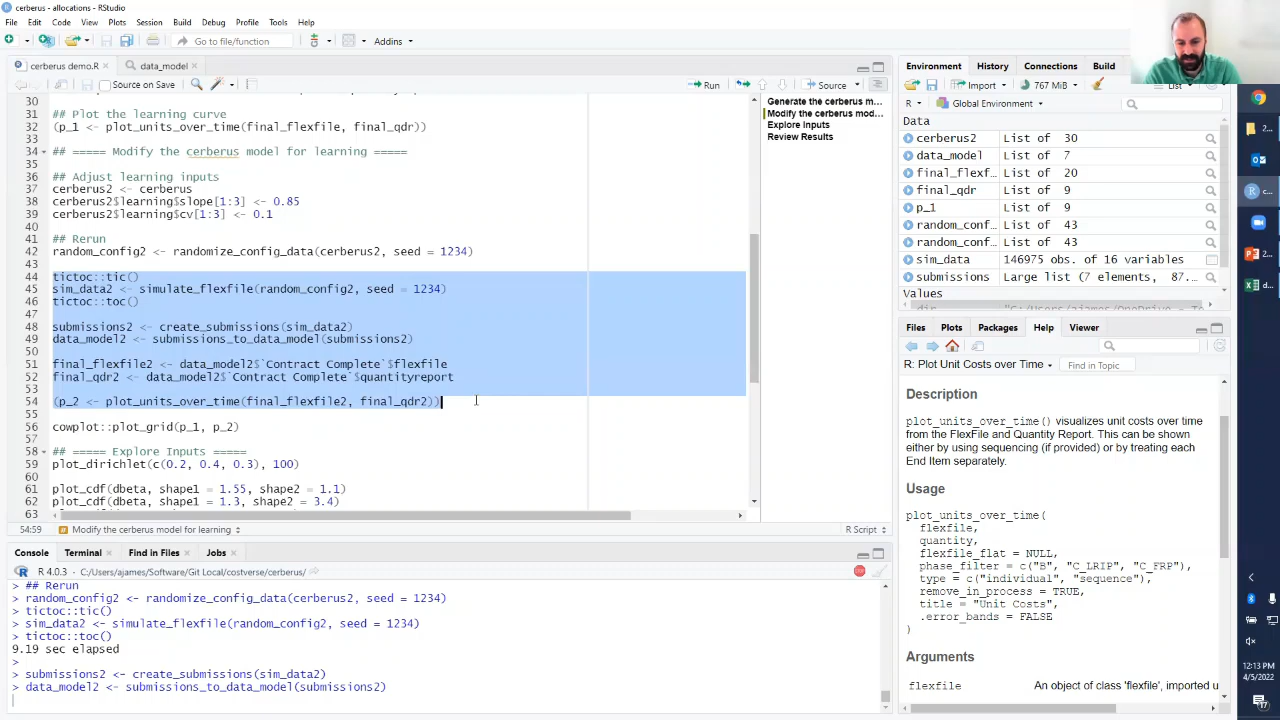 cerberus - allocations - RStudio
File Edit Code View Plots Session Build Debug Profile Tools Help
Go to file/function Addins
cerberus demo.R data_model
Source on Save Run Source
30
31 ## Plot the learning curve
32 (p_1 <- plot_units_over_time(final_flexfile, final_qdr))
33
34 ## ===== Modify the cereberus model for learning =====
35
36 ## Adjust learning inputs
37 cerberus2 <- cerberus
38 cerberus2$learning$slope[1:3] <- 0.85
39 cerberus2$learning$cv[1:3] <- 0.1
40
41 ## Rerun
42 random_config2 <- randomize_config_data(cerberus2, seed = 1234)
43
44 tictoc::tic()
45 sim_data2 <- simulate_flexfile(random_config2, seed = 1234)
46 tictoc::toc()
47
48 submissions2 <- create_submissions(sim_data2)
49 data_model2 <- submissions_to_data_model(submissions2)
50
51 final_flexfile2 <- data_model2$`Contract Complete`$flexfile
52 final_qdr2 <- data_model2$`Contract Complete`$quantityreport
53
54 (p_2 <- plot_units_over_time(final_flexfile2, final_qdr2))
55
56 cowplot::plot_grid(p_1, p_2)
57
58 ## ===== Explore Inputs =====
59 plot_dirichlet(c(0.2, 0.4, 0.3), 100)
60
61 plot_cdf(dbeta, shape1 = 1.55, shape2 = 1.1)
62 plot_cdf(dbeta, shape1 = 1.3, shape2 = 3.4)
63
Generate the cerberus m...
Modify the cerberus mod...
Explore Inputs
Review Results
54:59 Modify the cerberus model for learning R Script
Console Terminal Find in Files Jobs
R 4.0.3 · C:/Users/ajames/Software/Git Local/costverse/cerberus/
> ## Rerun
> random_config2 <- randomize_config_data(cerberus2, seed = 1234)
> tictoc::tic()
> sim_data2 <- simulate_flexfile(random_config2, seed = 1234)
> tictoc::toc()
9.19 sec elapsed
>
> submissions2 <- create_submissions(sim_data2)
> data_model2 <- submissions_to_data_model(submissions2)
Environment History Connections Build
Import 767 MiB List
R Global Environment
Data
cerberus2 List of 30
data_model List of 7
final_flexf... List of 20
final_qdr List of 9
p_1 List of 9
random_conf... List of 43
random_conf... List of 43
sim_data 146975 obs. of 16 variables
submissions Large list (7 elements, 87...
Values
Files Plots Packages Help Viewer
R: Plot Unit Costs over Time Find in Topic
Description
plot_units_over_time() visualizes unit costs over time
from the FlexFile and Quantity Report. This can be shown
either by using sequencing (if provided) or by treating each
End Item separately.
Usage
plot_units_over_time(
flexfile,
quantity,
flexfile_flat = NULL,
phase_filter = c("B", "C_LRIP", "C_FRP"),
type = c("individual", "sequence"),
remove_in_process = TRUE,
title = "Unit Costs",
.error_bands = FALSE
)
Arguments
flexfile An object of class 'flexfile', imported u
2...
O...
c...
2...
d...
12:13 PM
4/5/2022
17